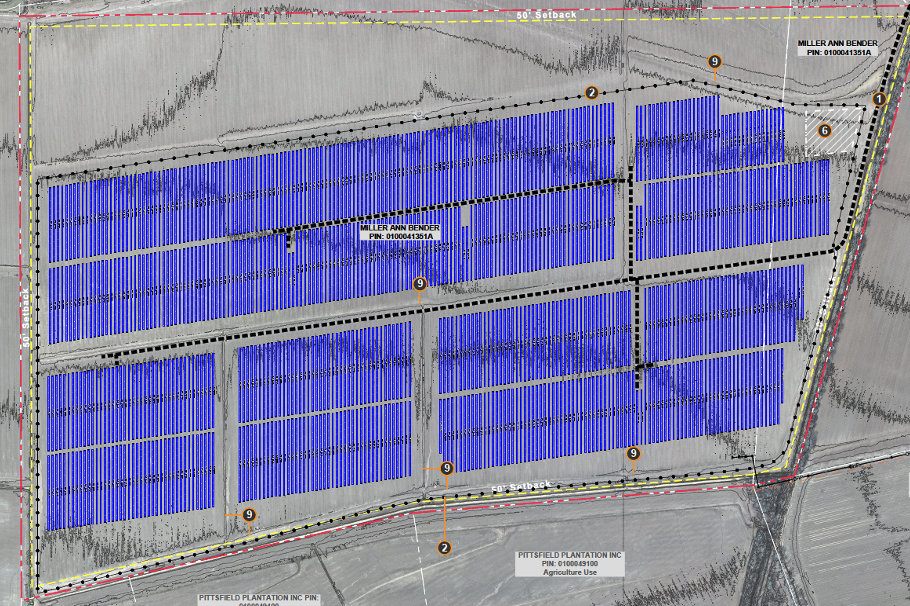 50' Setback
MILLER ANN BENDER
PIN: 0100041351A
9
2
1
6
MILLER ANN BENDER
PIN: 0100041351A
9
50' Setback
9
9
50' Setback
9
2
PITTSFIELD PLANTATION INC
PIN: 0100049100
Agriculture Use
PITTSFIELD PLANTATION INC PIN:
0100049100